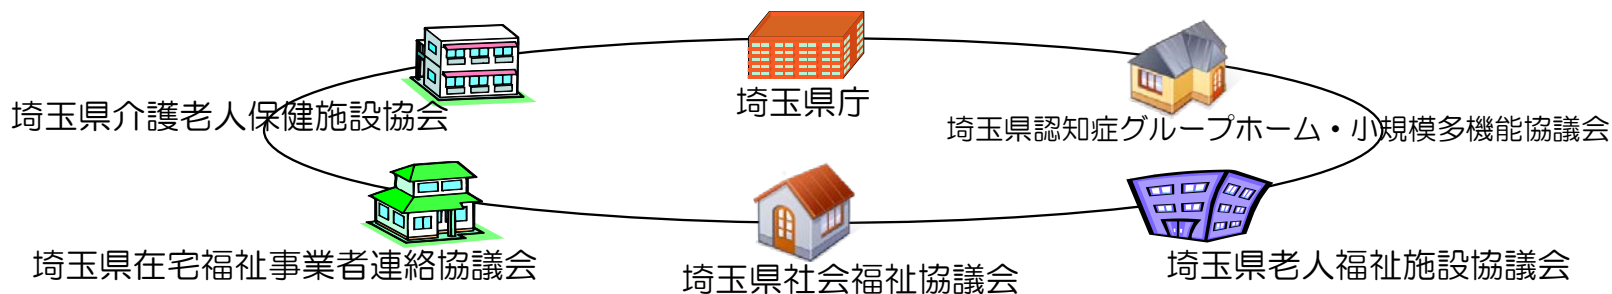 埼玉県庁
埼玉県介護老人保健施設協会
埼玉県認知症グループホーム・小規模多機能協議会
埼玉県在宅福祉事業者連絡協議会
埼玉県社会福祉協議会
埼玉県老人福祉施設協議会